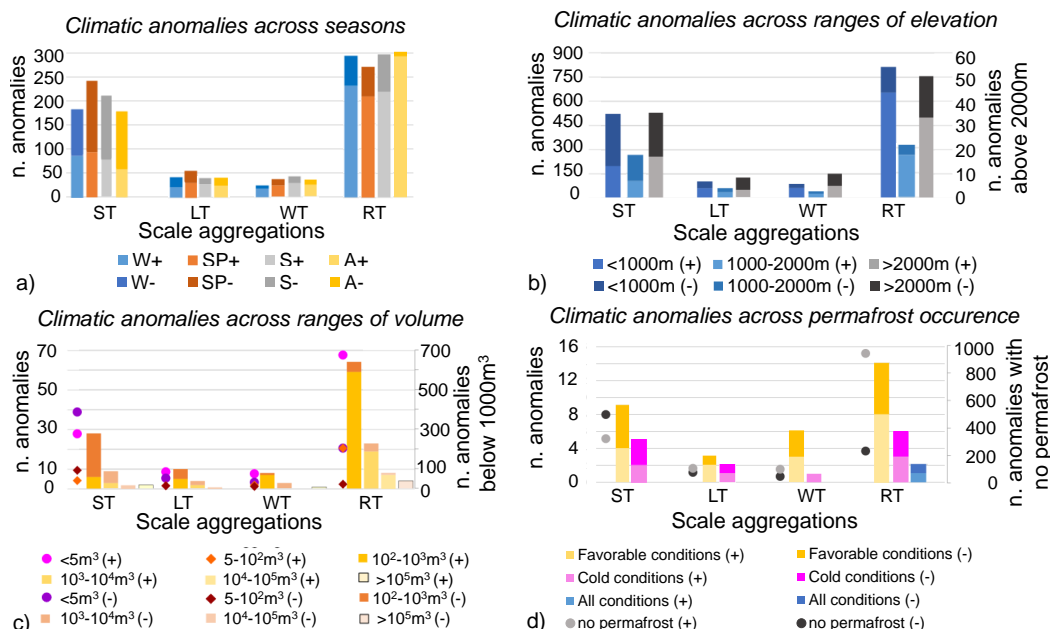 Climatic anomalies across seasons
n. anomalies
300
250
200
150
100
50
0
ST LT WT RT
Scale aggregations
W+ SP+ S+ A+
W- SP- S- A-
a)
Climatic anomalies across ranges of elevation
n. anomalies
900
750
600
450
300
150
0
60
50
40
30
20
10
0
n. anomalies
above 2000m
ST LT WT RT
Scale aggregations
<1000m (+) 1000-2000m (+) >2000m (+)
<1000m (-) 1000-2000m (-) >2000m (-)
b)
Climatic anomalies across ranges of volume
n. anomalies
70
50
30
10
0
700
500
300
100
0
n. anomalies
below 1000m³
ST LT WT RT
Scale aggregations
<5m³ (+) 5-10²m³ (+) 10²-10³m³ (+)
10³-10⁴m³ (+) 10⁴-10⁵m³ (+) >10⁵m³ (+)
<5m³ (-) 5-10²m³ (-) 10²-10³m³ (-)
10³-10⁴m³ (-) 10⁴-10⁵m³ (-) >10⁵m³ (-)
c)
Climatic anomalies across permafrost occurence
n. anomalies
16
12
8
4
0
1000
800
600
400
200
0
n. anomalies with
no permafrost
ST LT WT RT
Scale aggregations
Favorable conditions (+) Favorable conditions (-)
Cold conditions (+) Cold conditions (-)
All conditions (+) All conditions (-)
no permafrost (+) no permafrost (-)
d)